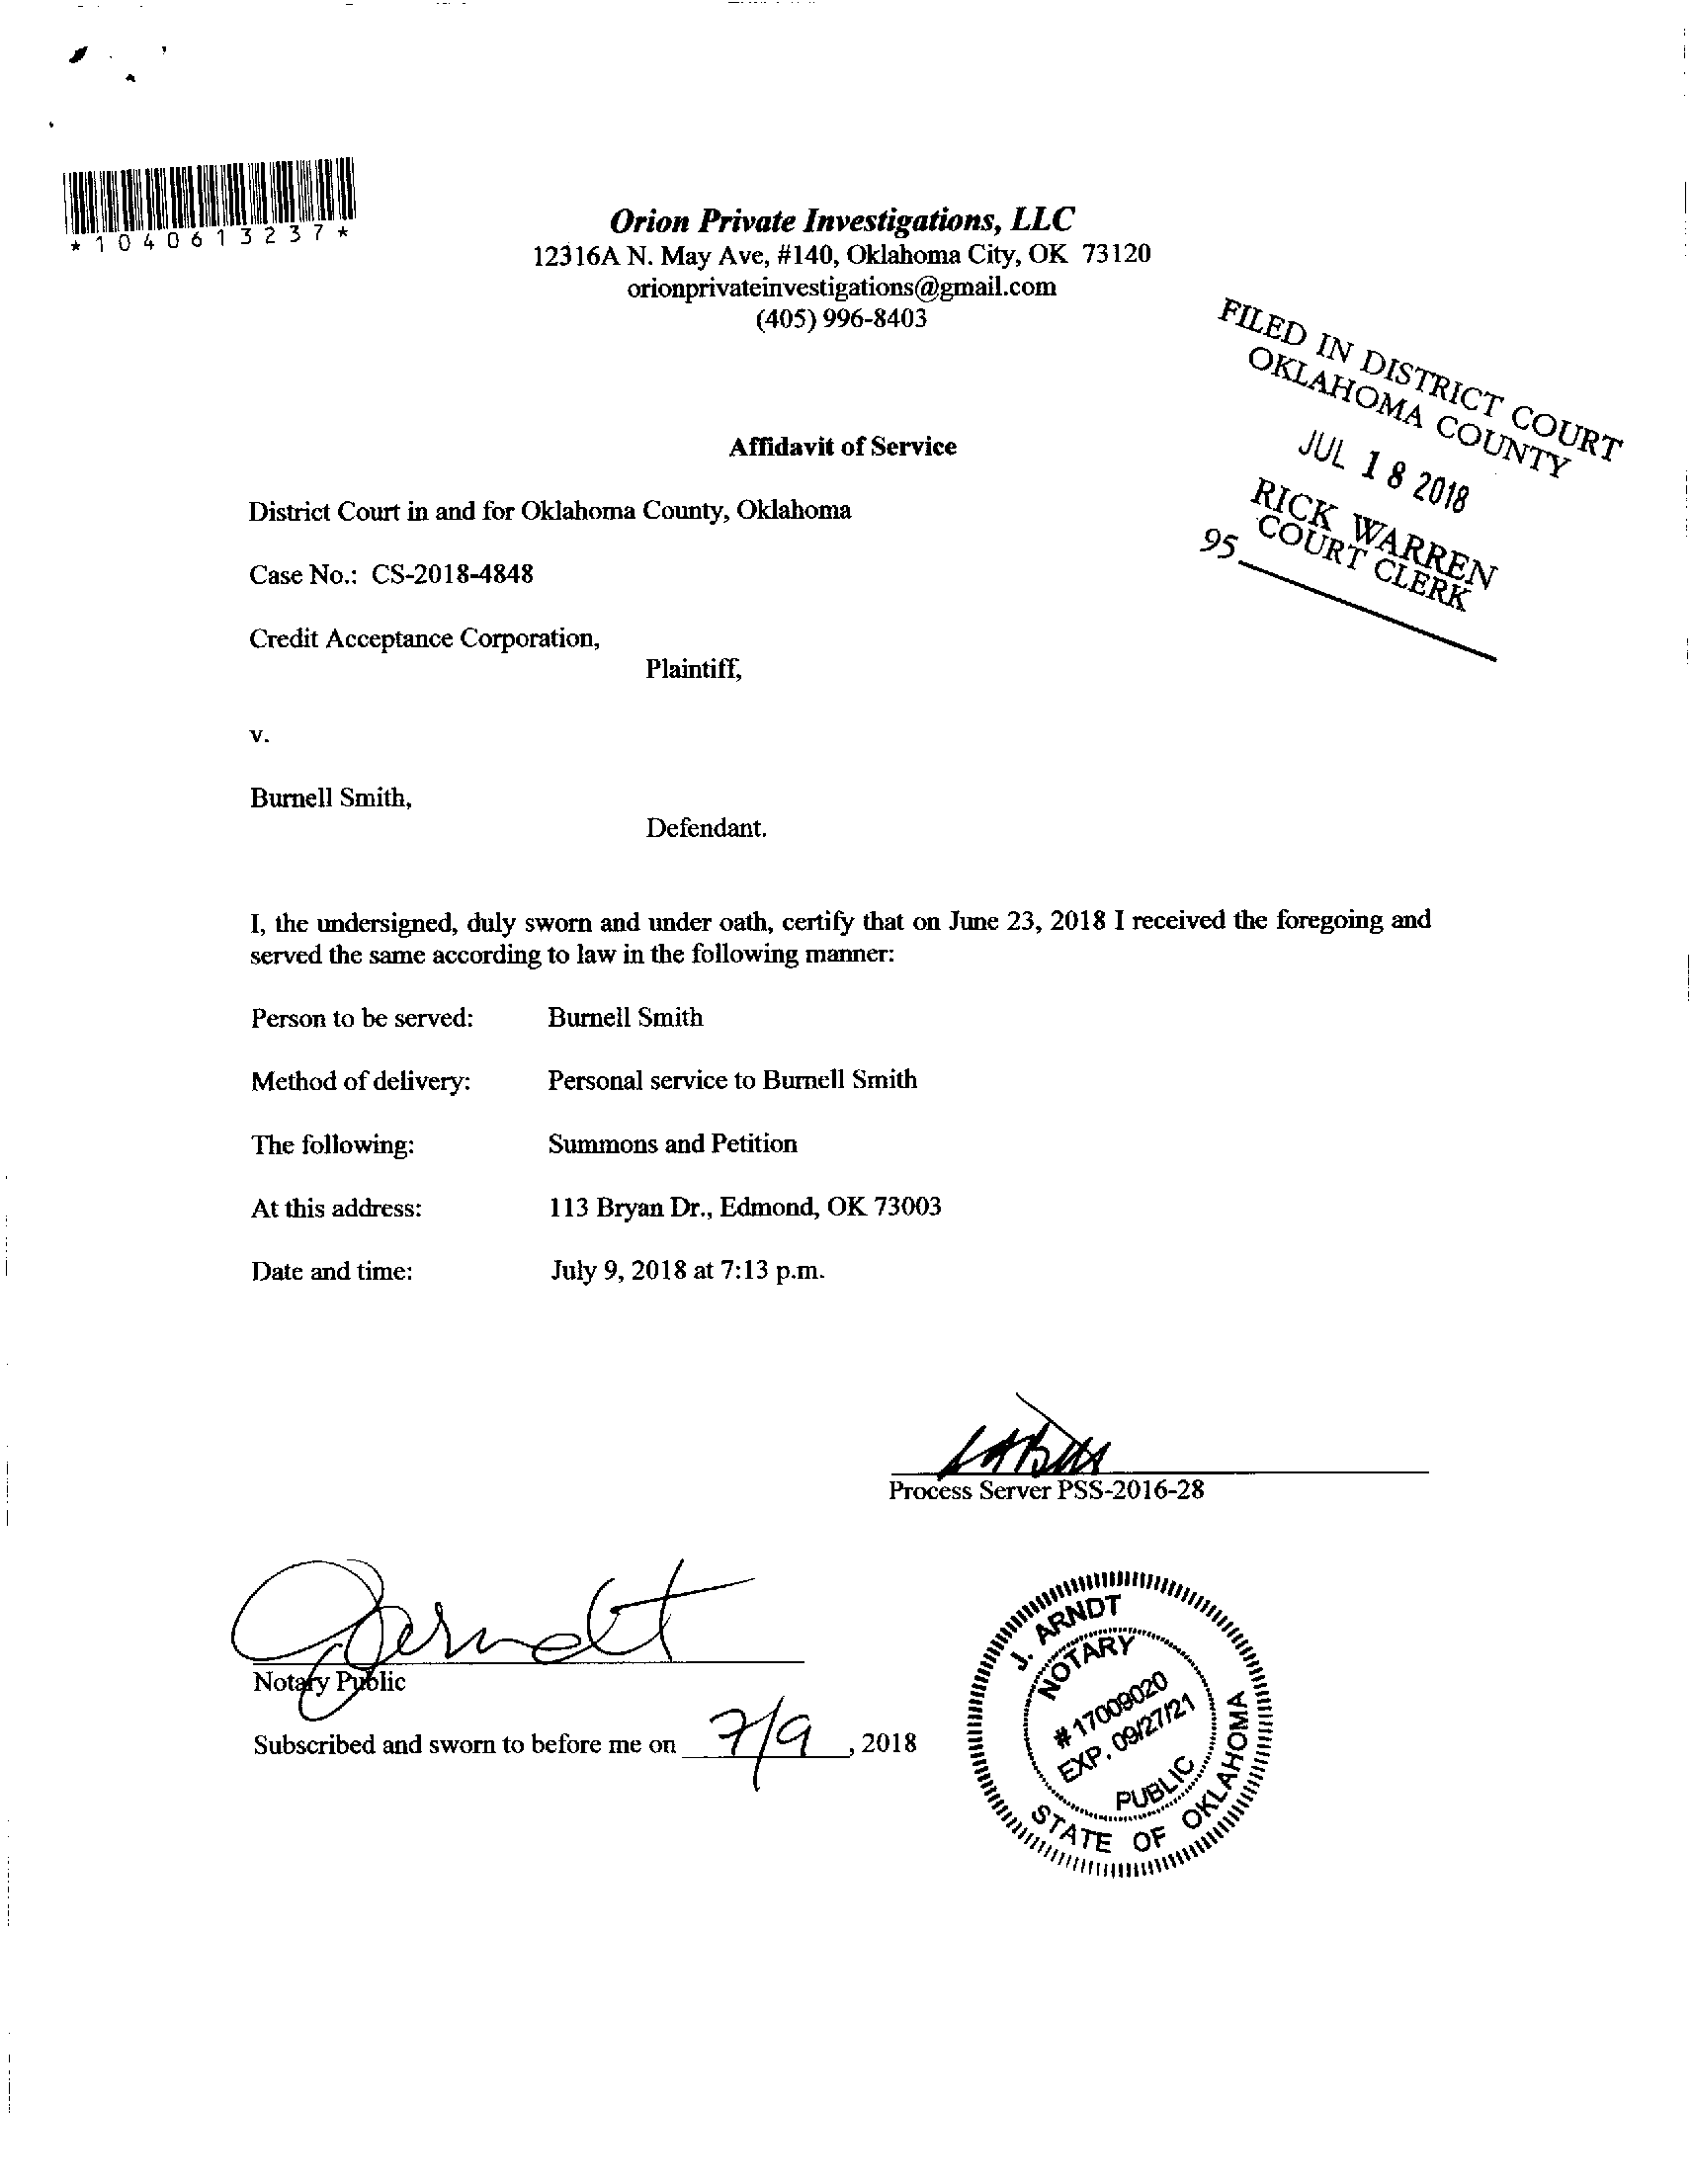 *1040613237*
Orion Private Investigations, LLC
12316A N. May Ave, #140, Oklahoma City, OK 73120
orionprivateinvestigations@gmail.com
(405) 996-8403
FILED IN DISTRICT COURT
OKLAHOMA COUNTY
JUL 18 2018
RICK WARREN
COURT CLERK
95
Affidavit of Service
District Court in and for Oklahoma County, Oklahoma
Case No.: CS-2018-4848
Credit Acceptance Corporation,
Plaintiff,
v.
Burnell Smith,
Defendant.
I, the undersigned, duly sworn and under oath, certify that on June 23, 2018 I received the foregoing and
served the same according to law in the following manner:
Person to be served: Burnell Smith
Method of delivery: Personal service to Burnell Smith
The following: Summons and Petition
At this address: 113 Bryan Dr., Edmond, OK 73003
Date and time: July 9, 2018 at 7:13 p.m.
Process Server PSS-2016-28
Notary Public
Subscribed and sworn to before me on 7/9, 2018
J. ARNDT
NOTARY
#17009020
EXP. 09/27/21
PUBLIC
STATE OF OKLAHOMA